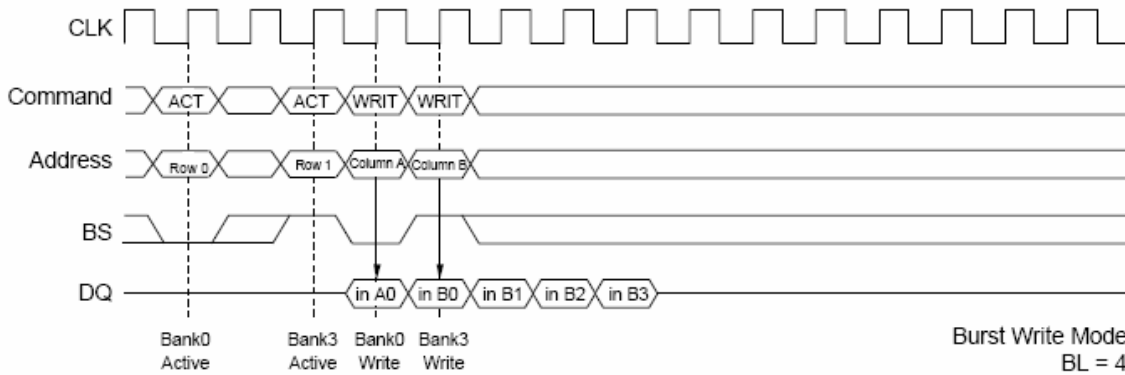 CLK
Command ACT ACT WRIT WRIT
Address Row 0 Row 1 Column A Column B
BS
DQ in A0 in B0 in B1 in B2 in B3
Bank0 Bank3 Bank0 Bank3
Active Active Write Write
Burst Write Mode
BL = 4